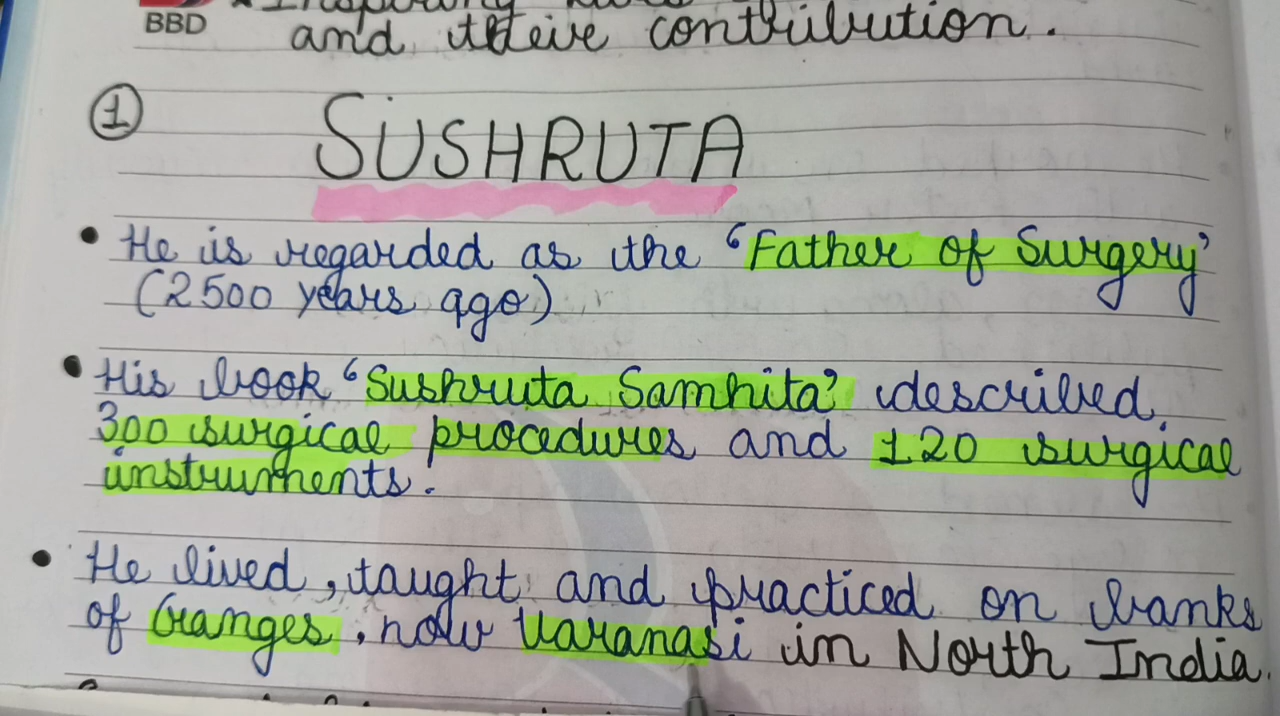 BBD
and their contribution.
1
SUSHRUTA
• He is regarded as the 'Father of Surgery'
(2500 years ago)
• His book 'Sushruta Samhita' described
300 surgical procedures and 120 surgical
instruments.
• He lived, taught and practiced on banks
of Ganges, now Varanasi in North India.